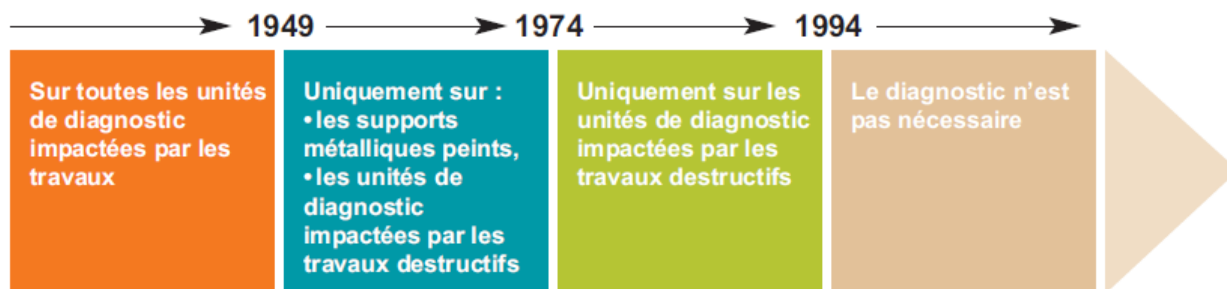 1949
1974
1994
Sur toutes les unités
de diagnostic
impactées par les
travaux
Uniquement sur :
•les supports
métalliques peints,
•les unités de
diagnostic
impactées par les
travaux destructifs
Uniquement sur les
unités de diagnostic
impactées par les
travaux destructifs
Le diagnostic n’est
pas nécessaire